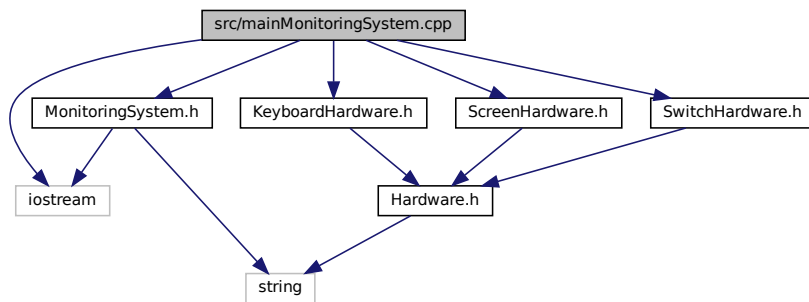 src/mainMonitoringSystem.cpp
MonitoringSystem.h
KeyboardHardware.h
ScreenHardware.h
SwitchHardware.h
iostream
Hardware.h
string